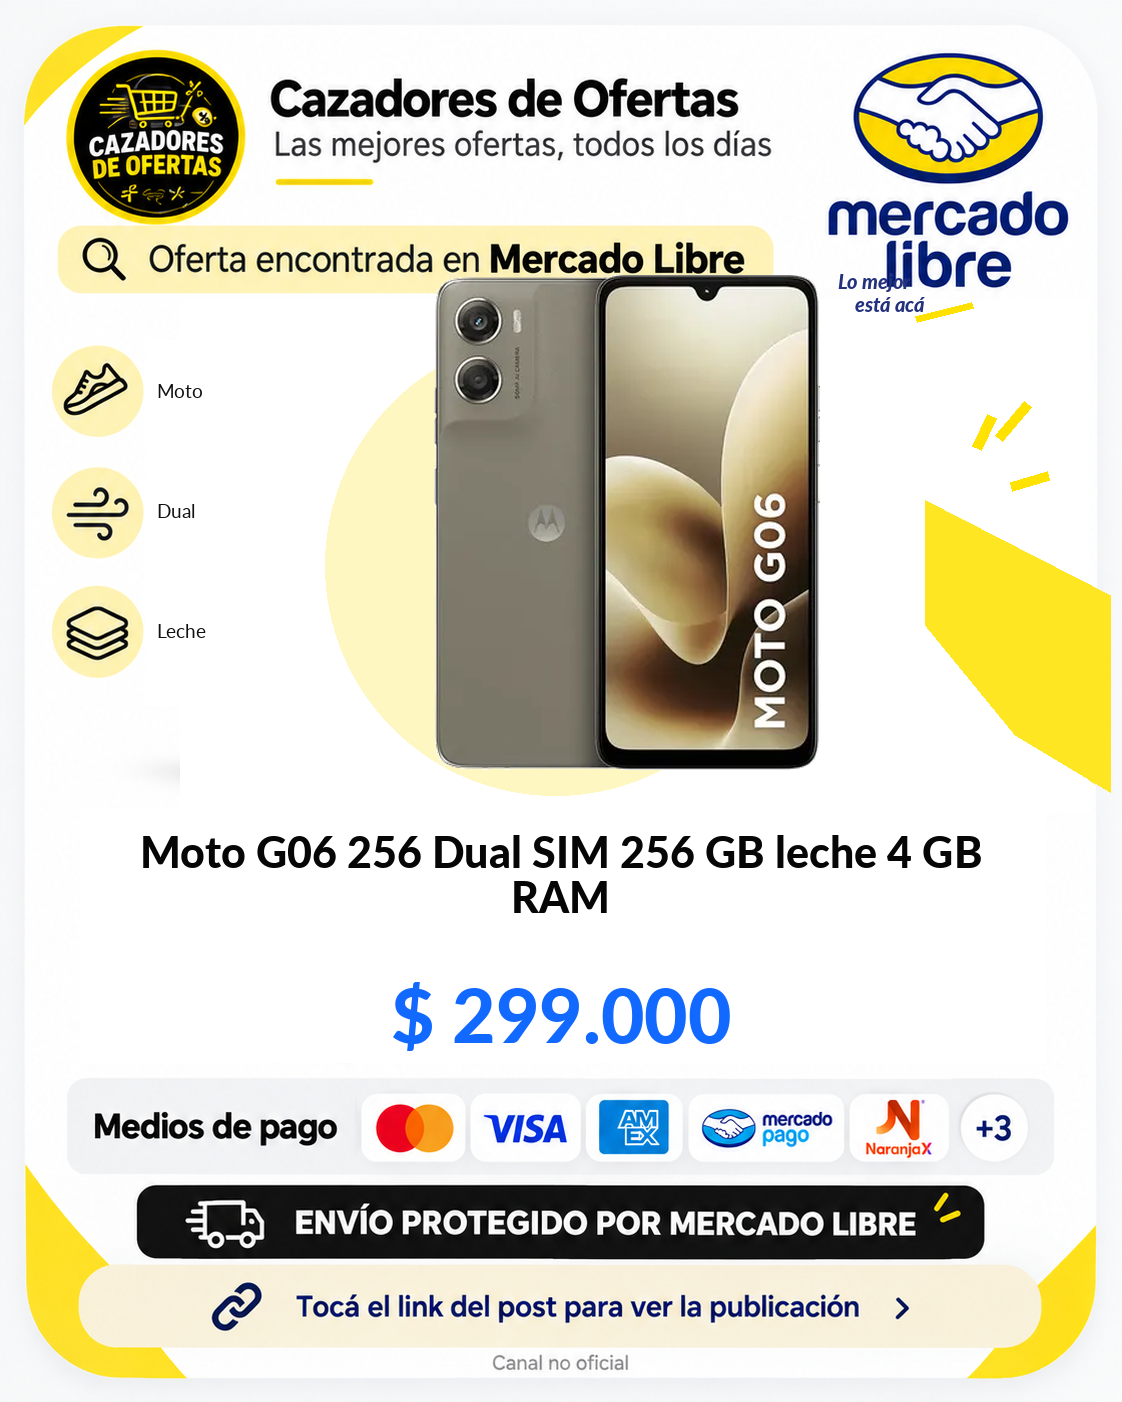 Cazadores de Ofertas
Las mejores ofertas, todos los días
CAZADORES
DE OFERTAS
mercado
libre
Lo mejor
está acá
Oferta encontrada en Mercado Libre
Moto
Dual
Leche
50MP AI CAMERA
MOTO G06
Moto G06 256 Dual SIM 256 GB leche 4 GB
RAM
$ 299.000
Medios de pago
VISA
AM
EX
mercado
pago
NaranjaX
+3
ENVÍO PROTEGIDO POR MERCADO LIBRE
Tocá el link del post para ver la publicación
Canal no oficial